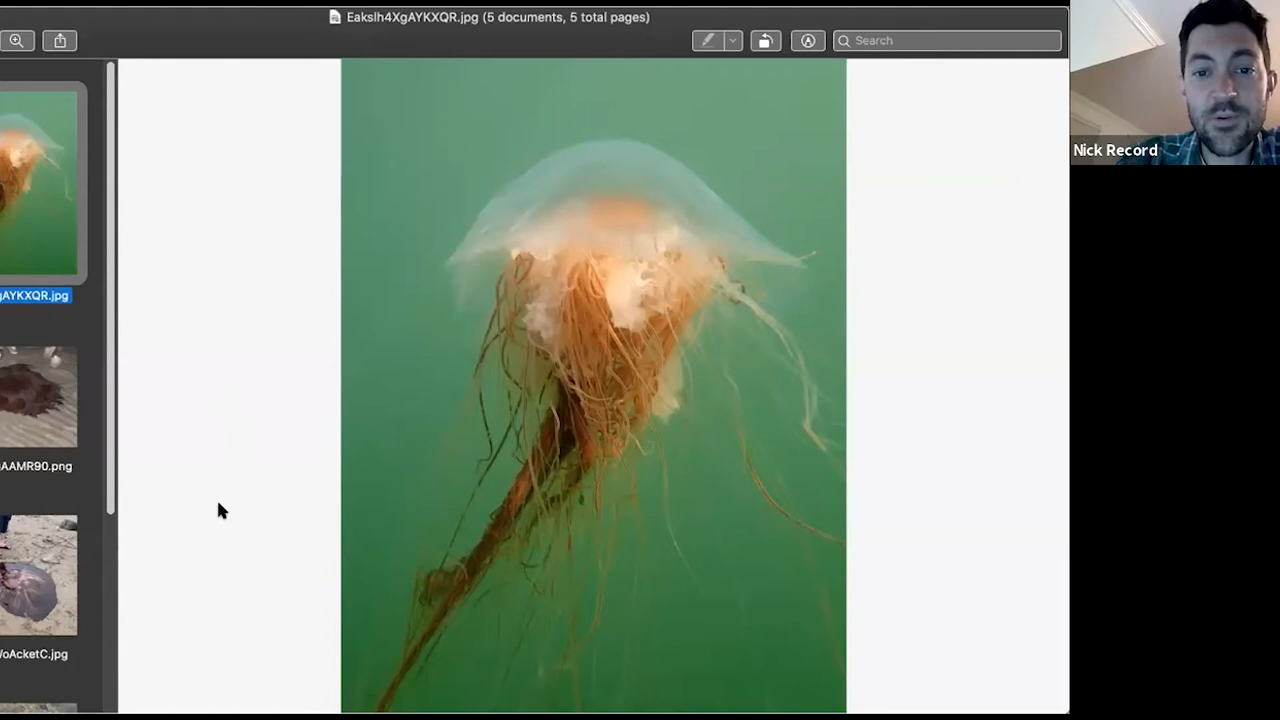 Eakslh4XgAYKXQR.jpg (5 documents, 5 total pages)
Search
Nick Record
gAYKXQR.jpg
AAMR90.png
VoAcketC.jpg